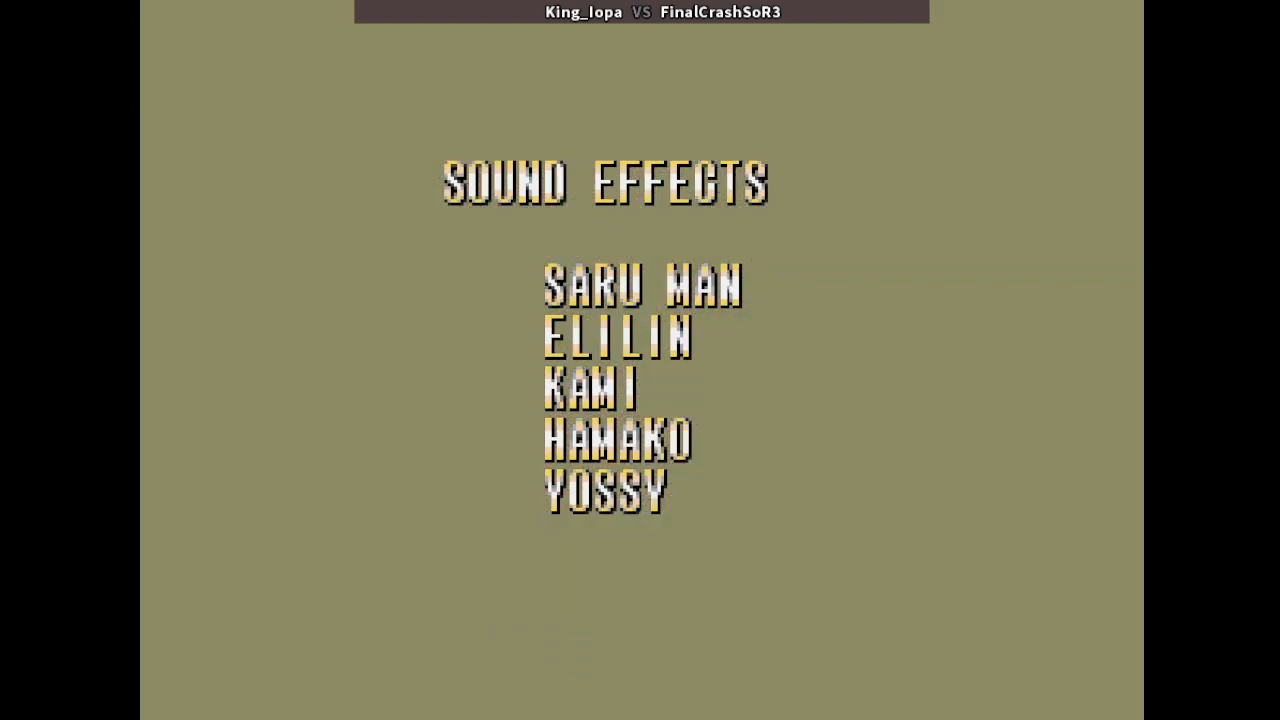 King_Iopa VS FinalCrashSoR3
SOUND EFFECTS
SARU MAN
ELILIN
KAMI
HAMAKO
YOSSY